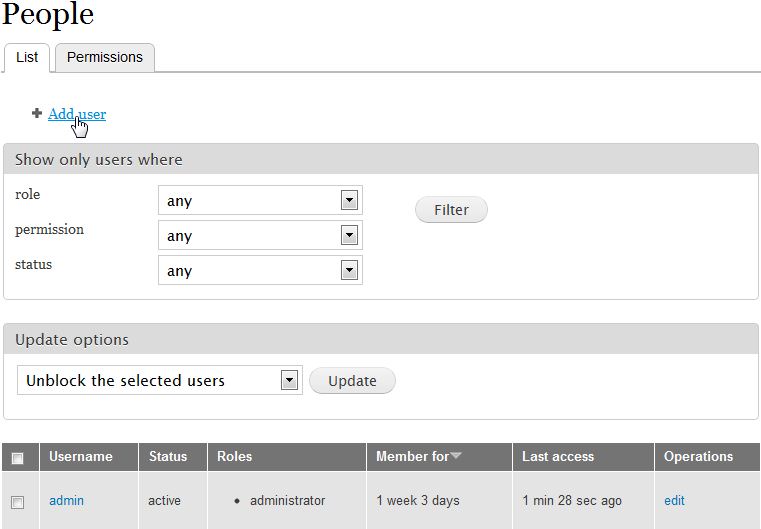 People
List Permissions
Add user
Show only users where
role any Filter
permission any
status any
Update options
Unblock the selected users Update
Username Status Roles Member for Last access Operations
admin active administrator 1 week 3 days 1 min 28 sec ago edit